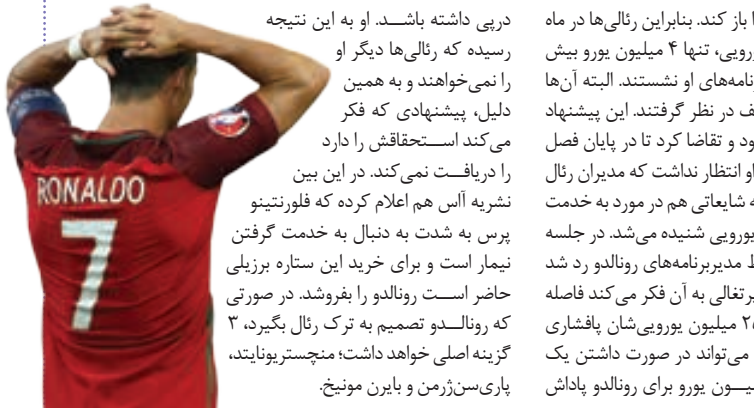 باز کند. بنابراین رئالی‌ها در ماه
تنها ۴ میلیون یورو بیش
او نشستند. البته آن‌ها
در نظر گرفتند. این پیشنهاد
و تقاضا کرد تا در پایان فصل
او انتظار نداشت که مدیران رئال
شایعاتی هم در مورد به خدمت
یورویی شنیده می‌شد. در جلسه
مدیربرنامه‌های رونالدو رد شد
به آن فکر می‌کند فاصله
میلیون یورویی‌شان پافشاری
می‌تواند در صورت داشتن یک
یورو برای رونالدو پاداش
درپی داشته باشد. او به این نتیجه
رسیده که رئالی‌ها دیگر او
را نمی‌خواهند و به همین
دلیل، پیشنهادی که فکر
می‌کند استحقاقش را دارد
را دریافت نمی‌کند. در این بین
نشریه آاس هم اعلام کرده که فلورنتینو
پرس به شدت به دنبال به خدمت گرفتن
نیمار است و برای خرید این ستاره برزیلی
حاضر است رونالدو را بفروشد. در صورتی
که رونالدو تصمیم به ترک رئال بگیرد، ۳
گزینه اصلی خواهد داشت؛ منچستریونایتد،
پاری‌سن‌ژرمن و بایرن مونیخ.
RONALDO
7